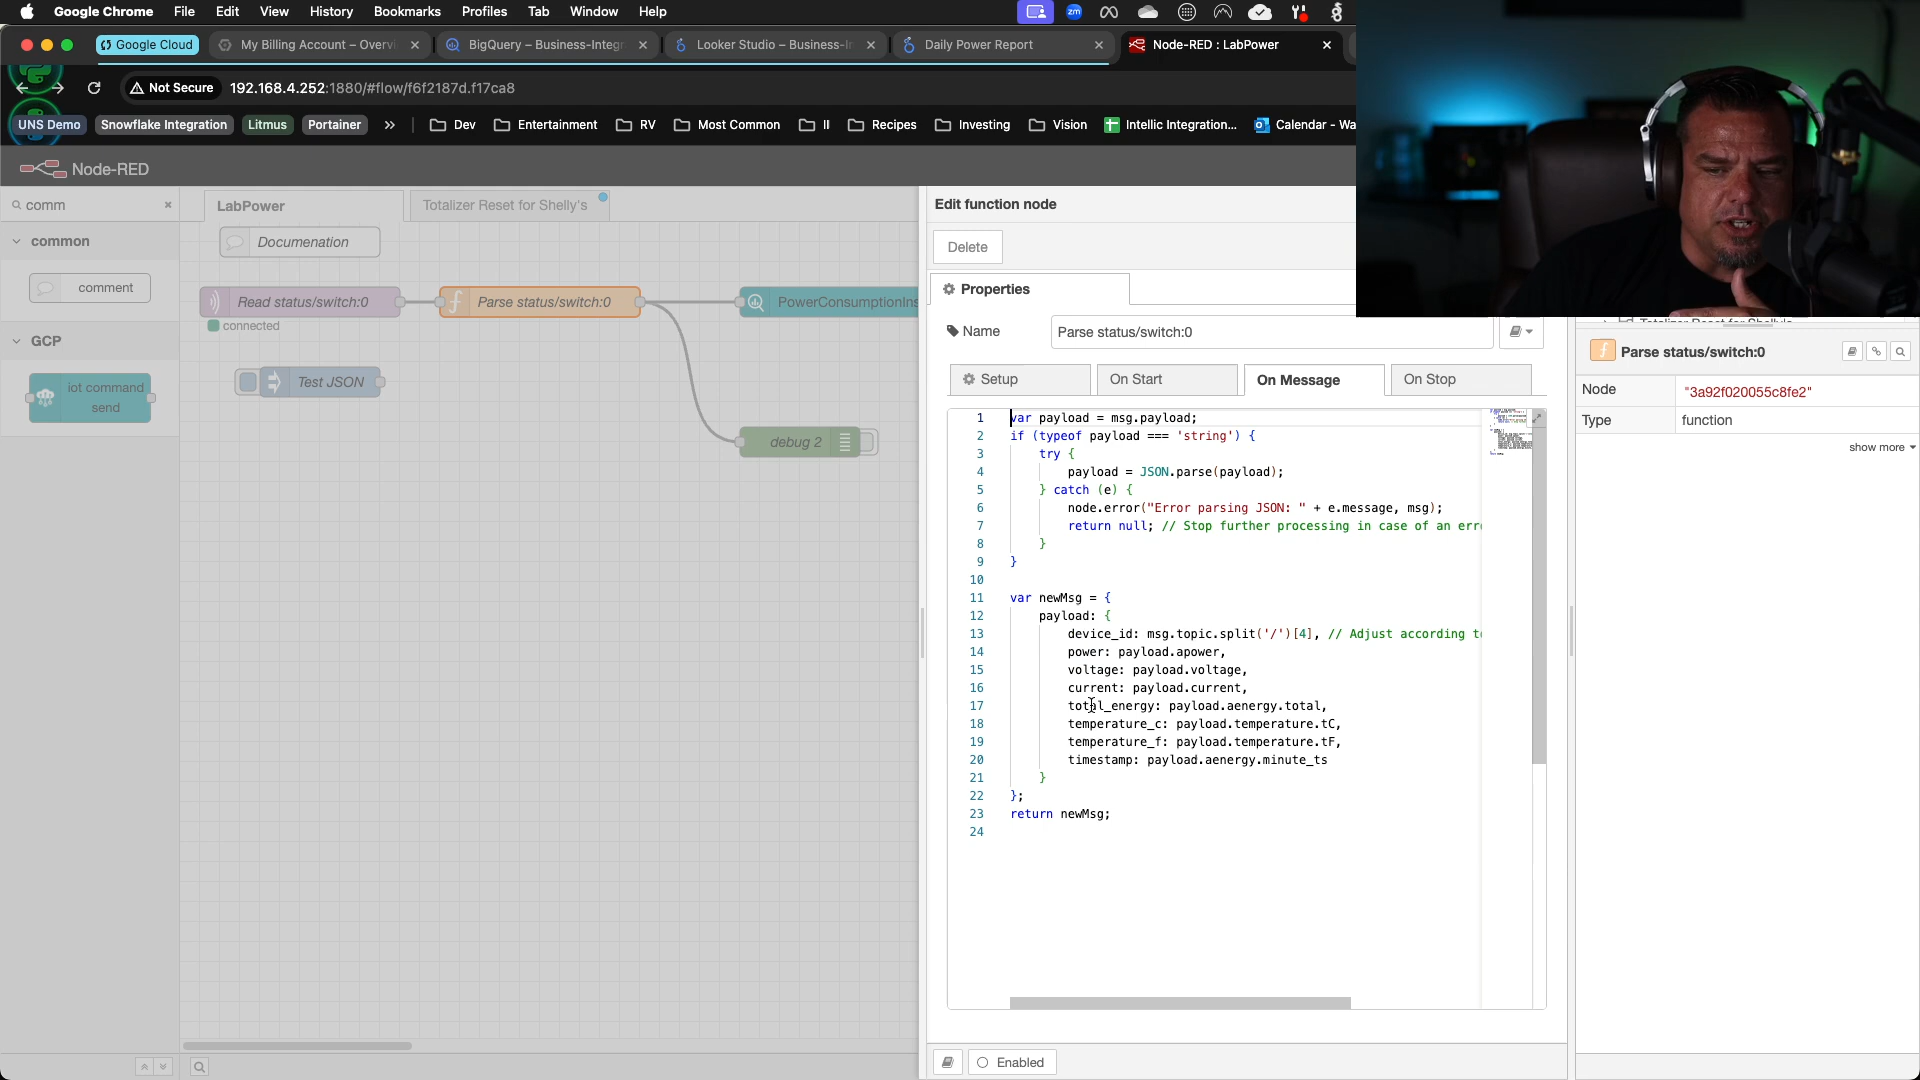 Google Chrome File Edit View History Bookmarks Profiles Tab Window Help
zm
Google Cloud My Billing Account – Overvi BigQuery – Business-Integr Looker Studio – Business-Ir Daily Power Report Node-RED : LabPower
Not Secure 192.168.4.252:1880/#flow/f6f2187d.f17ca8
UNS Demo Snowflake Integration Litmus Portainer » Dev Entertainment RV Most Common II Recipes Investing Vision Intellic Integration... Calendar - Wa
Node-RED
comm
common
comment
GCP
iot command
send
LabPower Totalizer Reset for Shelly's
Documenation
Read status/switch:0 Parse status/switch:0 PowerConsumptionIns
connected
Test JSON
debug 2
Edit function node
Delete
Properties
Name Parse status/switch:0
Setup On Start On Message On Stop
1 var payload = msg.payload;
2 if (typeof payload === 'string') {
3 try {
4 payload = JSON.parse(payload);
5 } catch (e) {
6 node.error("Error parsing JSON: " + e.message, msg);
7 return null; // Stop further processing in case of an erro
8 }
9 }
10
11 var newMsg = {
12 payload: {
13 device_id: msg.topic.split('/')[4], // Adjust according to
14 power: payload.apower,
15 voltage: payload.voltage,
16 current: payload.current,
17 total_energy: payload.aenergy.total,
18 temperature_c: payload.temperature.tC,
19 temperature_f: payload.temperature.tF,
20 timestamp: payload.aenergy.minute_ts
21 }
22 };
23 return newMsg;
24
Enabled
Parse status/switch:0
Node "3a92f020055c8fe2"
Type function
show more